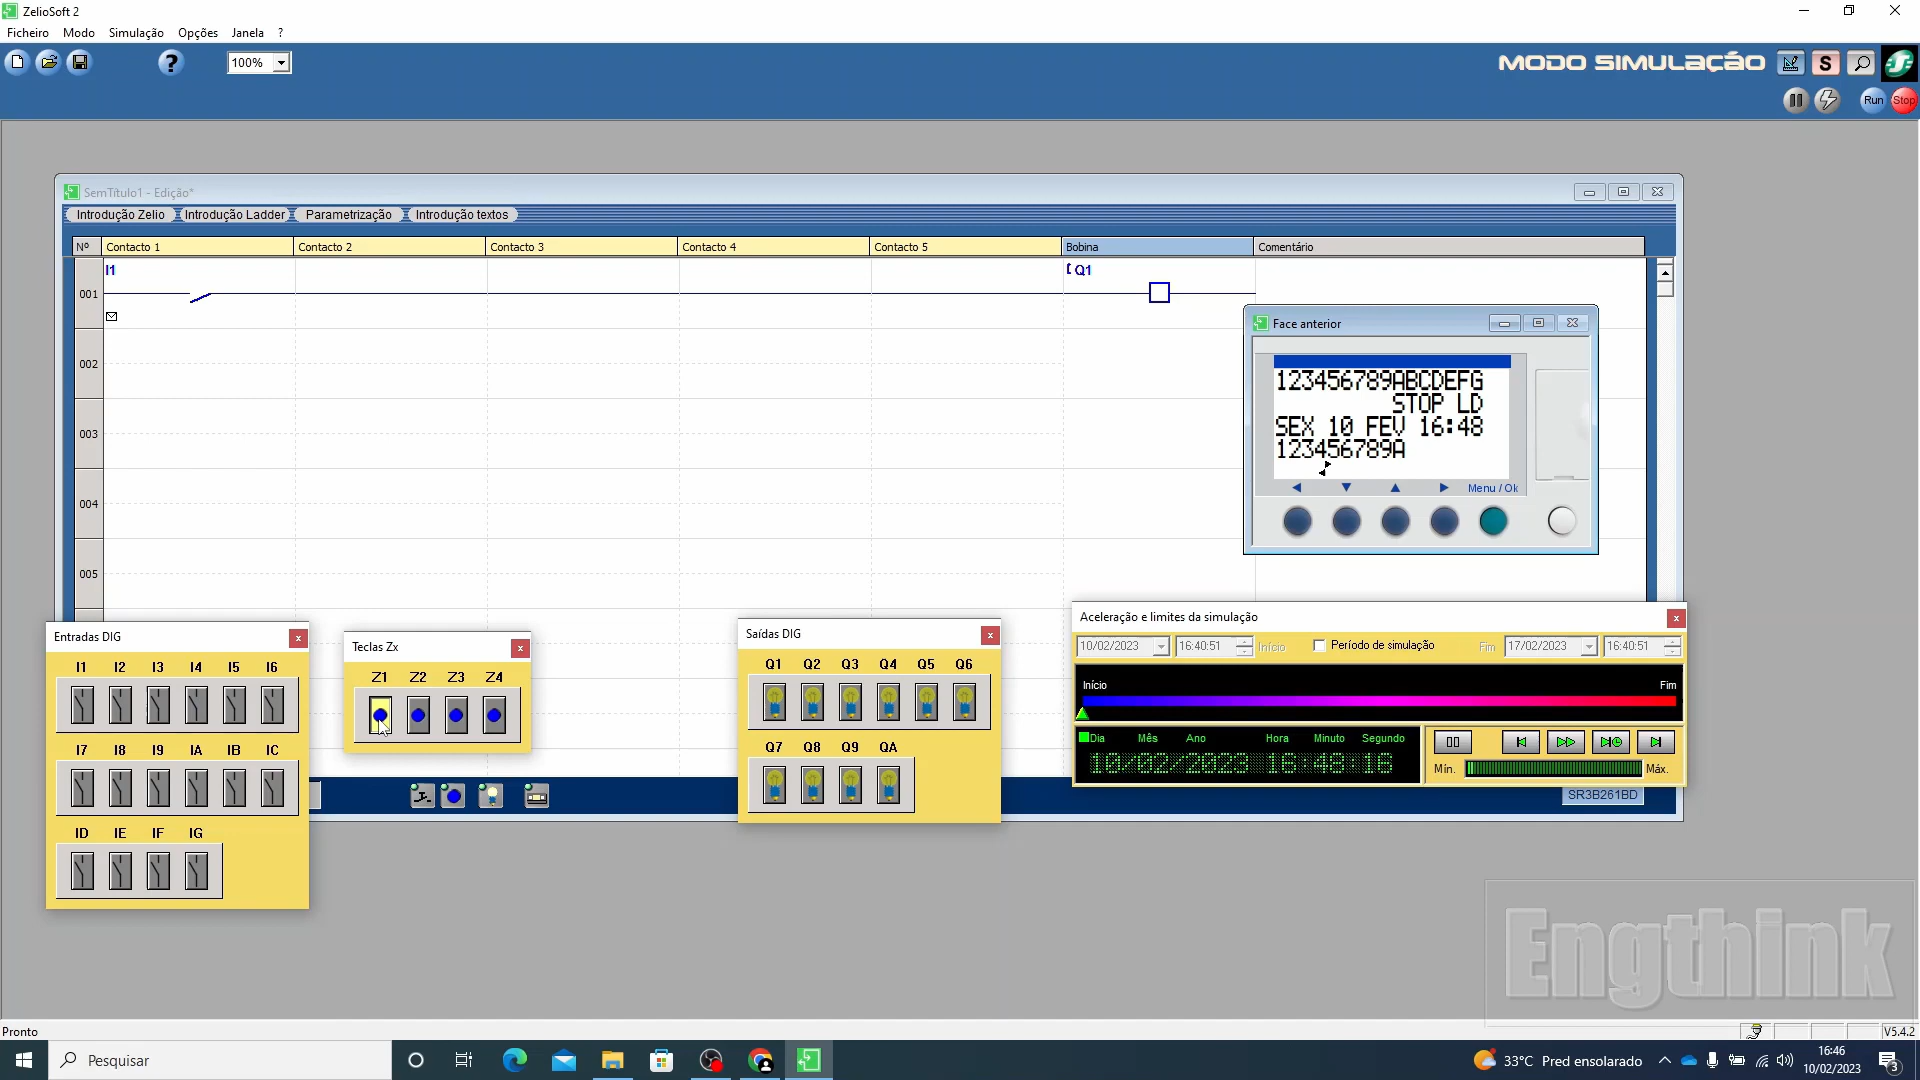 ZelioSoft 2
Ficheiro Modo Simulação Opções Janela ?
100%
MODO SIMULAÇÃO
S
Run Stop
SemTítulo1 - Edição*
Introdução Zelio Introdução Ladder Parametrização Introdução textos
Nº Contacto 1 Contacto 2 Contacto 3 Contacto 4 Contacto 5 Bobina Comentário
I1 [ Q1
001
002
003
004
005
Face anterior
123456789ABCDEFG
STOP LD
SEX 10 FEV 16:48
123456789A
Menu / Ok
Entradas DIG
I1 I2 I3 I4 I5 I6
I7 I8 I9 IA IB IC
ID IE IF IG
Teclas Zx
Z1 Z2 Z3 Z4
Saídas DIG
Q1 Q2 Q3 Q4 Q5 Q6
Q7 Q8 Q9 QA
Aceleração e limites da simulação
10/02/2023 16:40:51 Início Período de simulação Fim 17/02/2023 16:40:51
Início Fim
Dia Mês Ano Hora Minuto Segundo
10/02/2023 16:48:16
Mín. Máx.
SR3B261BD
Engthink
Pronto
V5.4.2
Pesquisar
33°C Pred ensolarado
16:46
10/02/2023
3